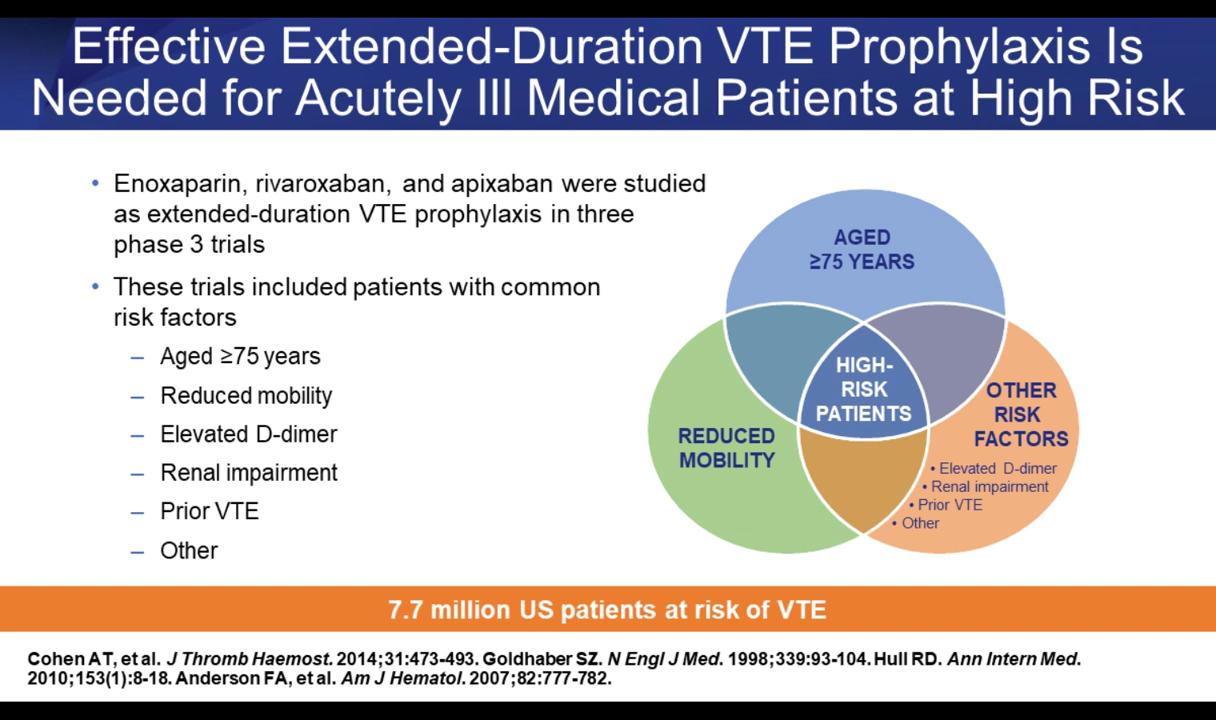 Effective Extended-Duration VTE Prophylaxis Is
Needed for Acutely Ill Medical Patients at High Risk
• Enoxaparin, rivaroxaban, and apixaban were studied
as extended-duration VTE prophylaxis in three
phase 3 trials
• These trials included patients with common
risk factors
– Aged ≥75 years
– Reduced mobility
– Elevated D-dimer
– Renal impairment
– Prior VTE
– Other
AGED
≥75 YEARS
HIGH-
RISK
PATIENTS
REDUCED
MOBILITY
OTHER
RISK
FACTORS
• Elevated D-dimer
• Renal impairment
• Prior VTE
• Other
7.7 million US patients at risk of VTE
Cohen AT, et al. J Thromb Haemost. 2014;31:473-493. Goldhaber SZ. N Engl J Med. 1998;339:93-104. Hull RD. Ann Intern Med.
2010;153(1):8-18. Anderson FA, et al. Am J Hematol. 2007;82:777-782.